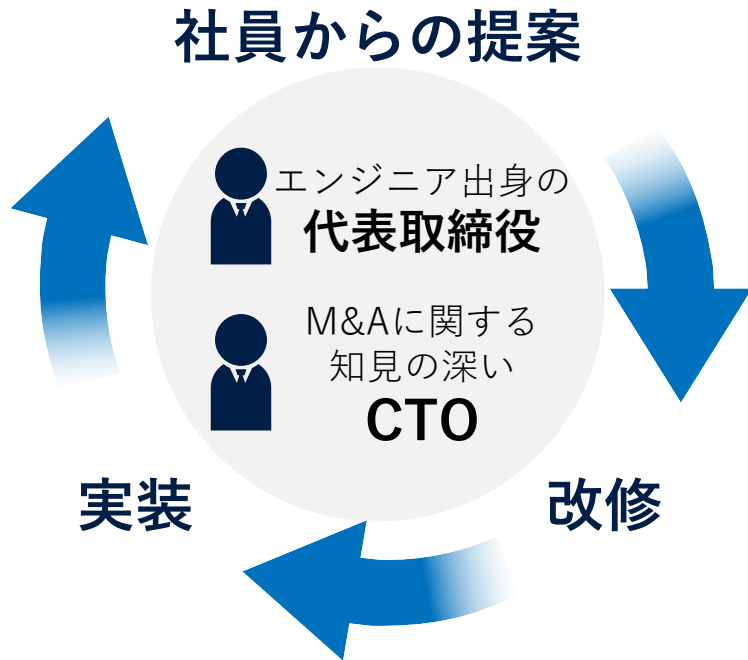 社員からの提案
エンジニア出身の
代表取締役
M&Aに関する
知見の深い
CTO
実装
改修